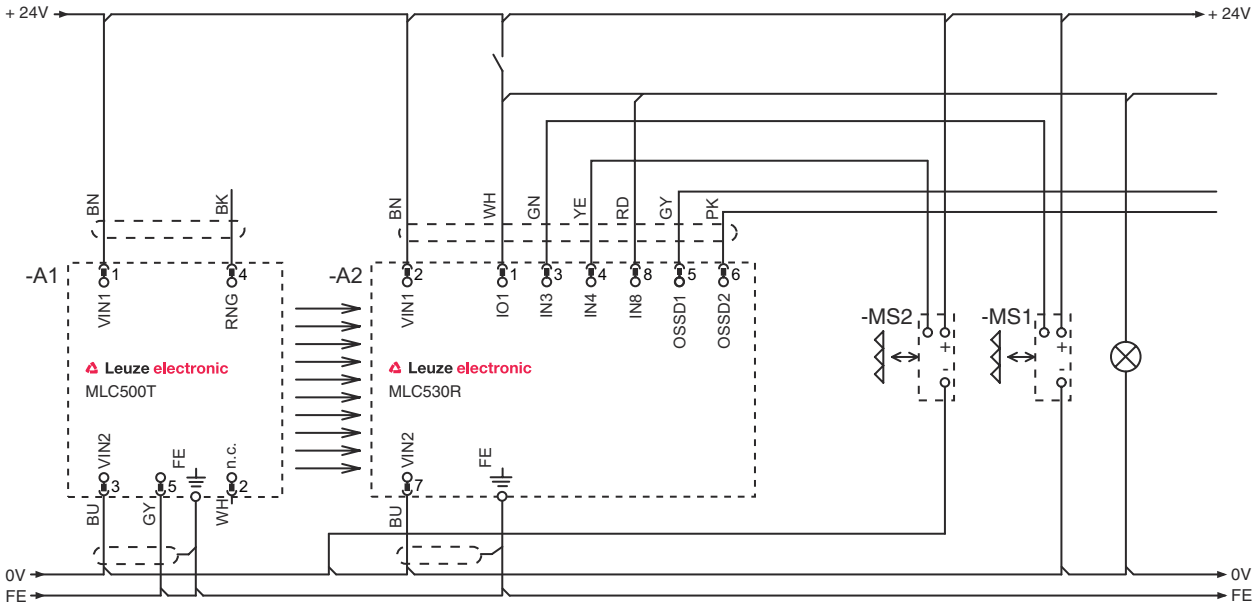 + 24V
+ 24V
BN
BK
BN
WH
GN
YE
RD
GY
PK
-A1
1
4
-A2
2
1
3
4
8
5
6
VIN1
RNG
VIN1
IO1
IN3
IN4
IN8
OSSD1
OSSD2
-MS2
-MS1
+
+
-
-
Leuze electronic
MLC500T
Leuze electronic
MLC530R
VIN2
FE
n.c.
VIN2
FE
3
5
2
7
BU
GY
WH
BU
0V
0V
FE
FE